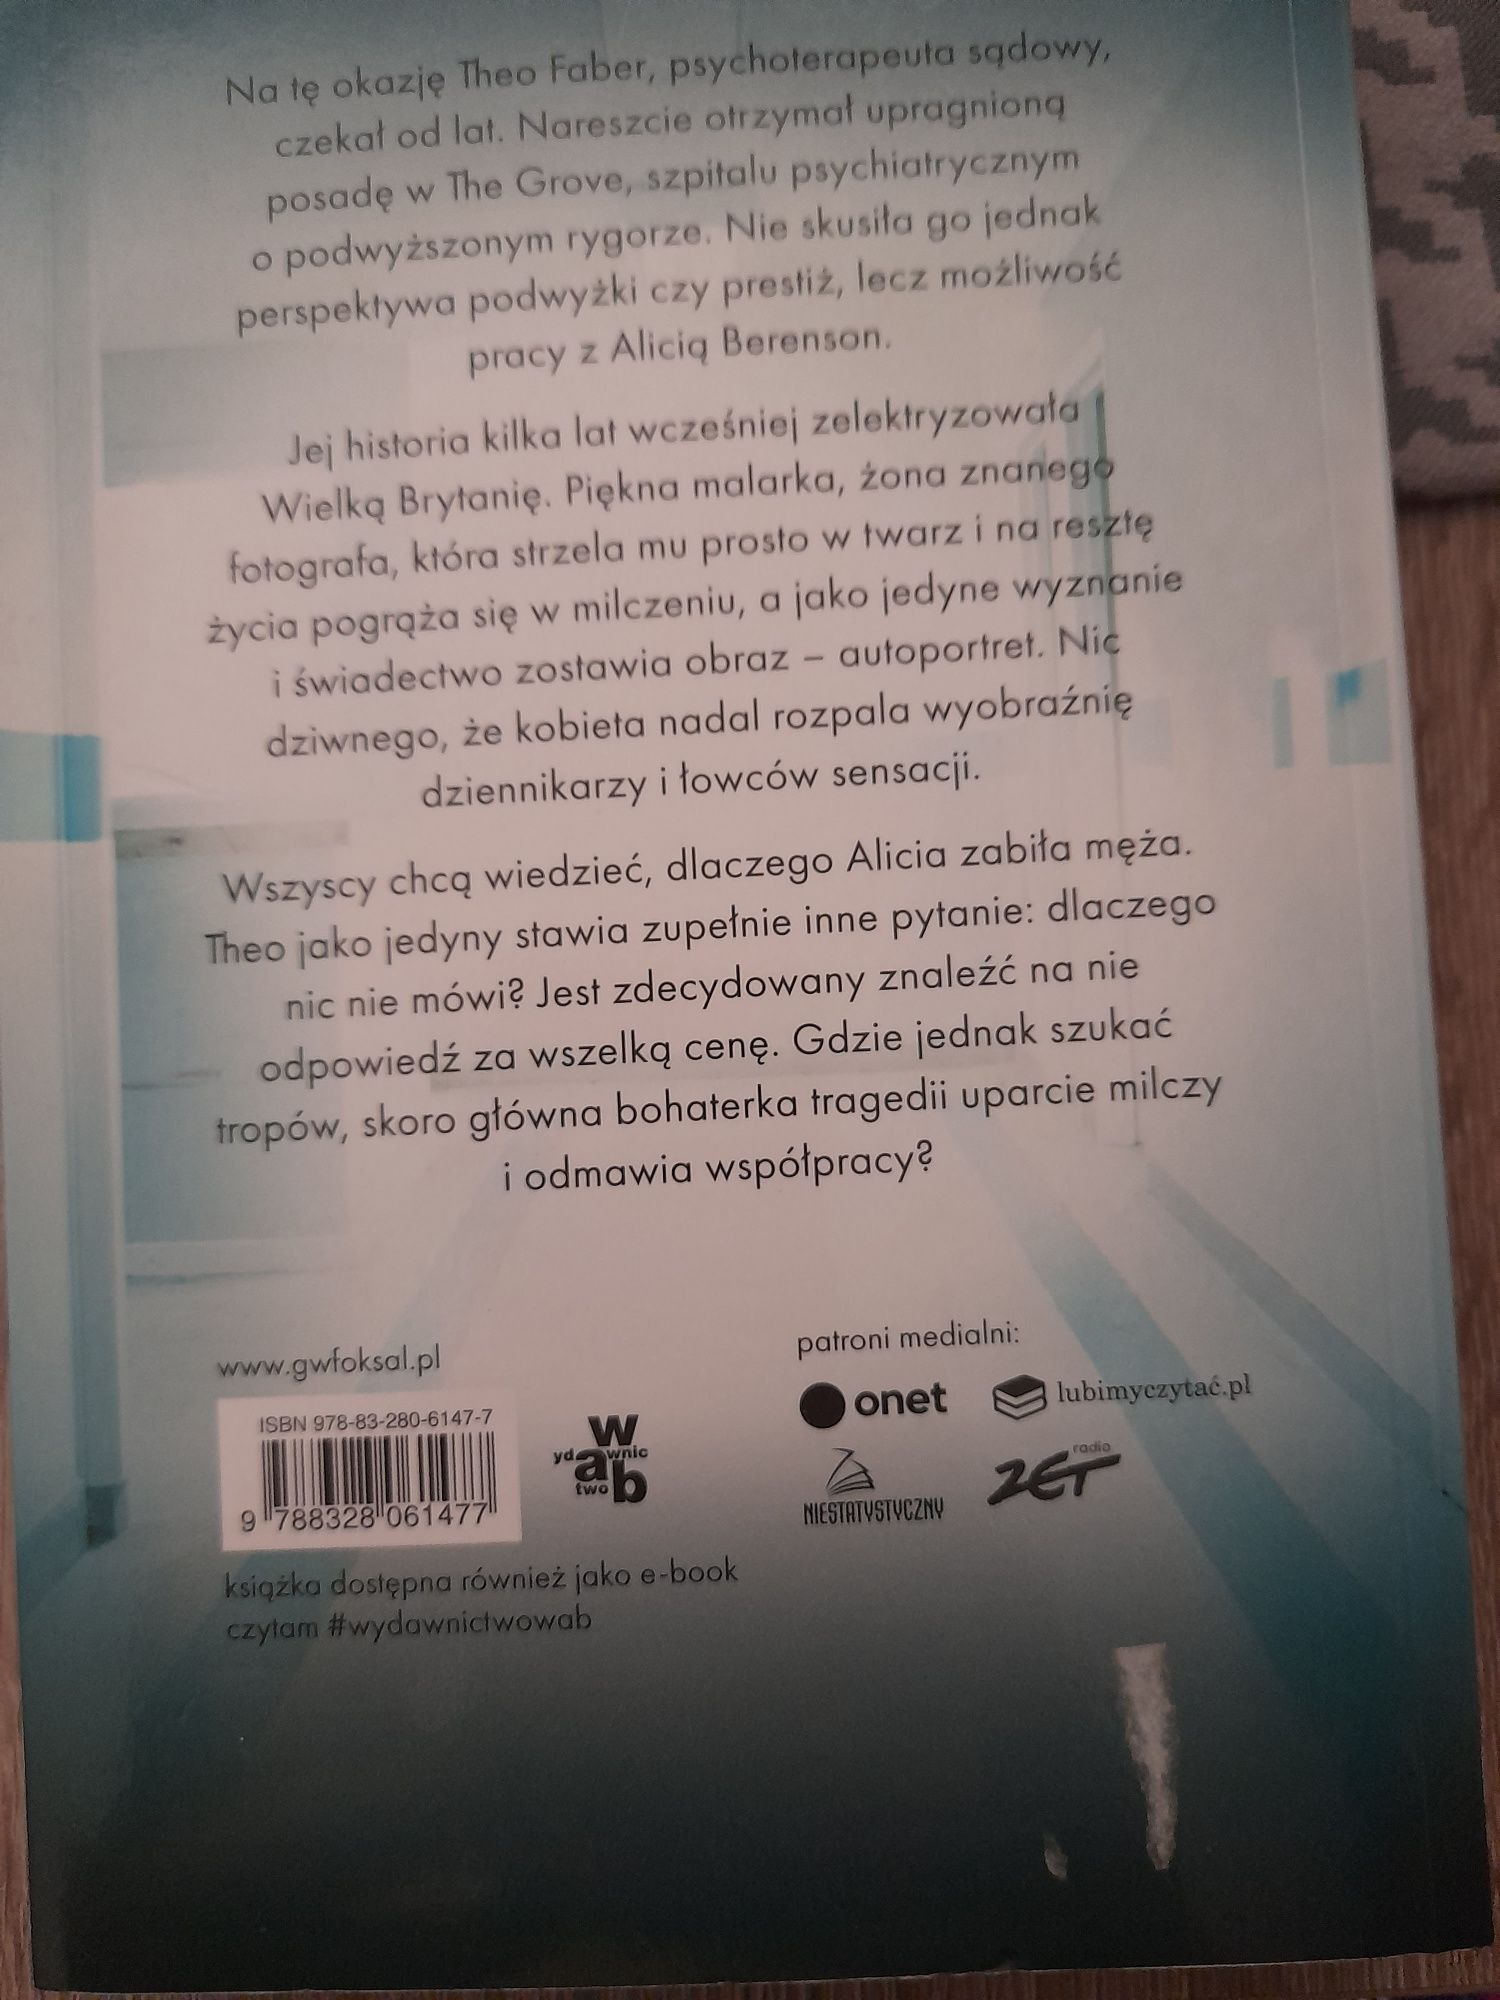 Na tę okazję Theo Faber, psychoterapeuta sądowy,
czekał od lat. Nareszcie otrzymał upragnioną
posadę w The Grove, szpitalu psychiatrycznym
o podwyższonym rygorze. Nie skusiła go jednak
perspektywa podwyżki czy prestiż, lecz możliwość
pracy z Alicią Berenson.
Jej historia kilka lat wcześniej zelektryzowała
Wielką Brytanię. Piękna malarka, żona znanego
fotografa, która strzela mu prosto w twarz i na resztę
życia pogrąża się w milczeniu, a jako jedyne wyznanie
i świadectwo zostawia obraz – autoportret. Nic
dziwnego, że kobieta nadal rozpala wyobraźnię
dziennikarzy i łowców sensacji.
Wszyscy chcą wiedzieć, dlaczego Alicia zabiła męża.
Theo jako jedyny stawia zupełnie inne pytanie: dlaczego
nic nie mówi? Jest zdecydowany znaleźć na nie
odpowiedź za wszelką cenę. Gdzie jednak szukać
tropów, skoro główna bohaterka tragedii uparcie milczy
i odmawia współpracy?
www.gwfoksal.pl
ISBN 978-83-280-6147-7
9 788328 061477
w
ydawnic
two b
patroni medialni:
onet
lubimyczytać.pl
NIESTATYSTYCZNY
radio
ZET
książka dostępna również jako e-book
czytam #wydawnictwowab